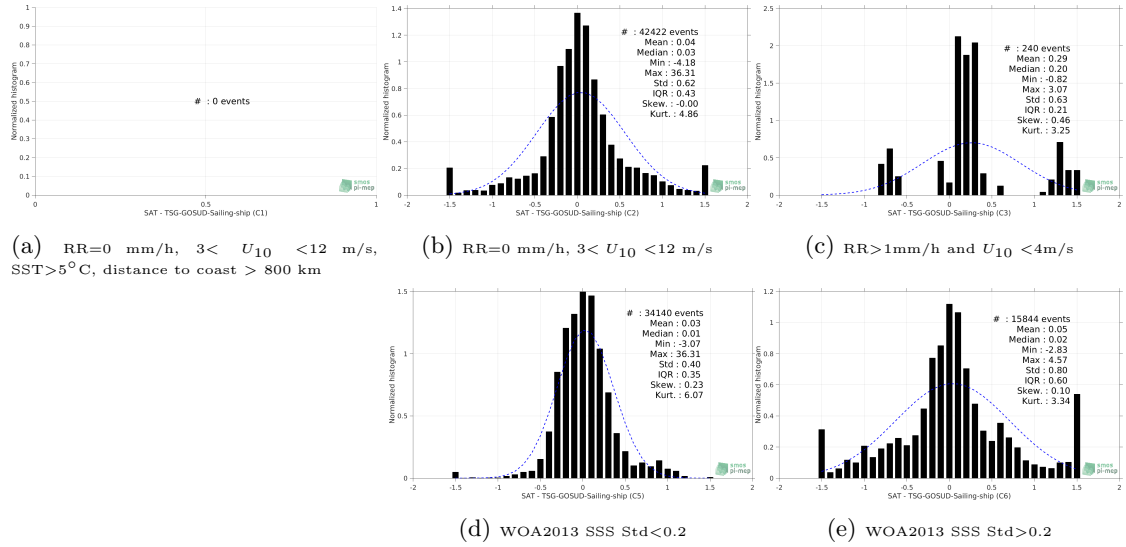 1
0.9
0.8
0.7
0.6
0.5
0.4
0.3
0.2
0.1
0
0
0.5
1
Normalized histogram
# : 0 events
SAT - TSG-GOSUD-Sailing-ship (C1)
smos
pi-mep
(a) RR=0 mm/h, 3< U10 <12 m/s,
SST>5°C, distance to coast > 800 km
1.4
1.2
1
0.8
0.6
0.4
0.2
0
-2
-1.5
-1
-0.5
0
0.5
1
1.5
2
Normalized histogram
# : 42422 events
Mean : 0.04
Median : 0.03
Min : -4.18
Max : 36.31
Std : 0.62
IQR : 0.43
Skew. : -0.00
Kurt. : 4.86
SAT - TSG-GOSUD-Sailing-ship (C2)
smos
pi-mep
(b) RR=0 mm/h, 3< U10 <12 m/s
2.5
2
1.5
1
0.5
0
-2
-1.5
-1
-0.5
0
0.5
1
1.5
2
Normalized histogram
# : 240 events
Mean : 0.29
Median : 0.20
Min : -0.82
Max : 3.07
Std : 0.63
IQR : 0.21
Skew. : 0.46
Kurt. : 3.25
SAT - TSG-GOSUD-Sailing-ship (C3)
smos
pi-mep
(c) RR>1mm/h and U10 <4m/s
1.5
1
0.5
0
-2
-1.5
-1
-0.5
0
0.5
1
1.5
2
Normalized histogram
# : 34140 events
Mean : 0.03
Median : 0.01
Min : -3.07
Max : 36.31
Std : 0.40
IQR : 0.35
Skew. : 0.23
Kurt. : 6.07
SAT - TSG-GOSUD-Sailing-ship (C5)
smos
pi-mep
(d) WOA2013 SSS Std<0.2
1.2
1
0.8
0.6
0.4
0.2
0
-2
-1.5
-1
-0.5
0
0.5
1
1.5
2
Normalized histogram
# : 15844 events
Mean : 0.05
Median : 0.02
Min : -2.83
Max : 4.57
Std : 0.80
IQR : 0.60
Skew. : 0.10
Kurt. : 3.34
SAT - TSG-GOSUD-Sailing-ship (C6)
smos
pi-mep
(e) WOA2013 SSS Std>0.2